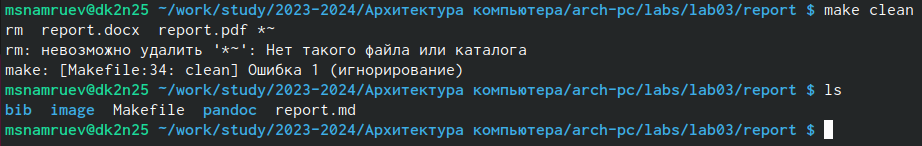 msnamruev@dk2n25 ~/work/study/2023-2024/Архитектура компьютера/arch-pc/labs/lab03/report $ make clean
rm  report.docx  report.pdf *~
rm: невозможно удалить '*~': Нет такого файла или каталога
make: [Makefile:34: clean] Ошибка 1 (игнорирование)
msnamruev@dk2n25 ~/work/study/2023-2024/Архитектура компьютера/arch-pc/labs/lab03/report $ ls
bib  image  Makefile  pandoc  report.md
msnamruev@dk2n25 ~/work/study/2023-2024/Архитектура компьютера/arch-pc/labs/lab03/report $